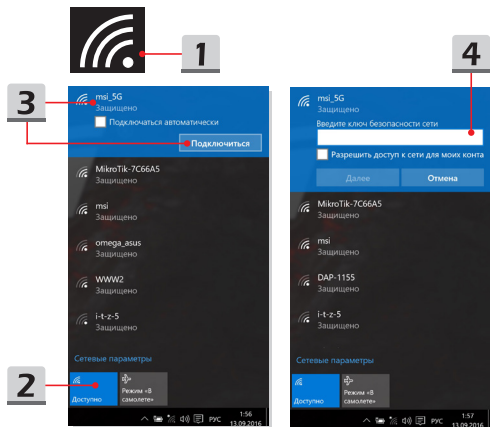 1
4
3
2
msi_5G
Защищено
Подключаться автоматически
Подключиться
MikroTik-7C66A5
Защищено
msi
Защищено
omega_asus
Защищено
WWW2
Защищено
i-t-z-5
Защищено
Сетевые параметры
Доступно
Режим «В
самолете»
РУС
1:56
13.09.2016
msi_5G
Защищено
Введите ключ безопасности сети
Разрешить доступ к сети для моих конта
Далее
Отмена
MikroTik-7C66A5
Защищено
msi
Защищено
DAP-1155
Защищено
i-t-z-5
Защищено
Сетевые параметры
Доступно
Режим «В
самолете»
РУС
1:57
13.09.2016